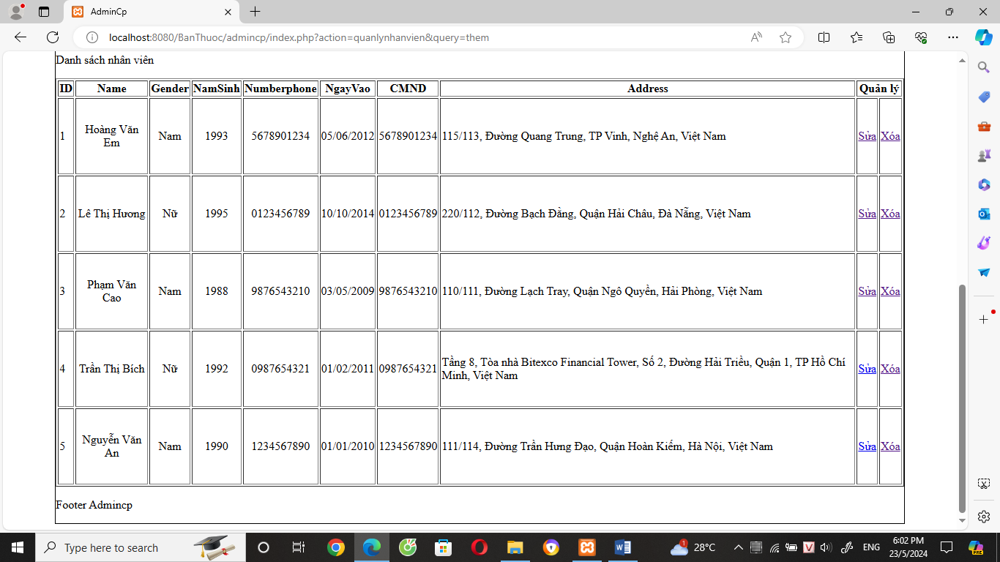 AdminCp
localhost:8080/BanThuoc/admincp/index.php?action=quanlynhanvien&query=them
Danh sách nhân viên
ID Name Gender NamSinh Numberphone NgayVao CMND Address Quản lý
1 Hoàng Văn Em Nam 1993 5678901234 05/06/2012 5678901234 115/113, Đường Quang Trung, TP Vinh, Nghệ An, Việt Nam Sửa Xóa
2 Lê Thị Hương Nữ 1995 0123456789 10/10/2014 0123456789 220/112, Đường Bạch Đằng, Quận Hải Châu, Đà Nẵng, Việt Nam Sửa Xóa
3 Phạm Văn Cao Nam 1988 9876543210 03/05/2009 9876543210 110/111, Đường Lạch Tray, Quận Ngô Quyền, Hải Phòng, Việt Nam Sửa Xóa
4 Trần Thị Bích Nữ 1992 0987654321 01/02/2011 0987654321 Tầng 8, Tòa nhà Bitexco Financial Tower, Số 2, Đường Hải Triều, Quận 1, TP Hồ Chí Minh, Việt Nam Sửa Xóa
5 Nguyễn Văn An Nam 1990 1234567890 01/01/2010 1234567890 111/114, Đường Trần Hưng Đạo, Quận Hoàn Kiếm, Hà Nội, Việt Nam Sửa Xóa
Footer Admincp
Type here to search
1
28°C
V
ENG
6:02 PM
23/5/2024
PRE